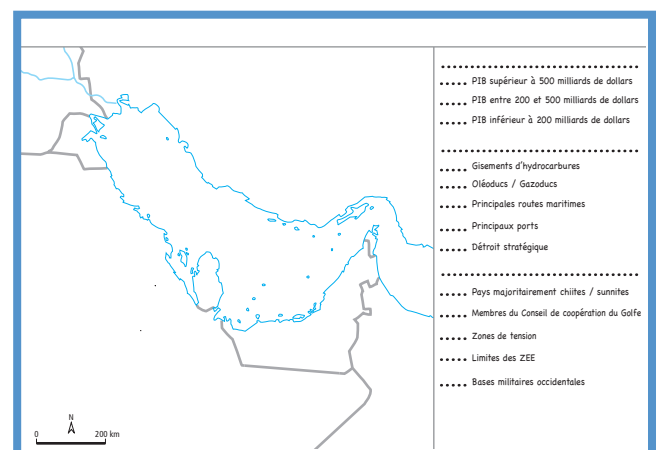 PIB supérieur à 500 milliards de dollars
PIB entre 200 et 500 milliards de dollars
PIB inférieur à 200 milliards de dollars
Gisements d'hydrocarbures
Oléoducs / Gazoducs
Principales routes maritimes
Principaux ports
Détroit stratégique
Pays majoritairement chiites / sunnites
Membres du Conseil de coopération du Golfe
Zones de tension
Limites des ZEE
Bases militaires occidentales
N
0 200 km